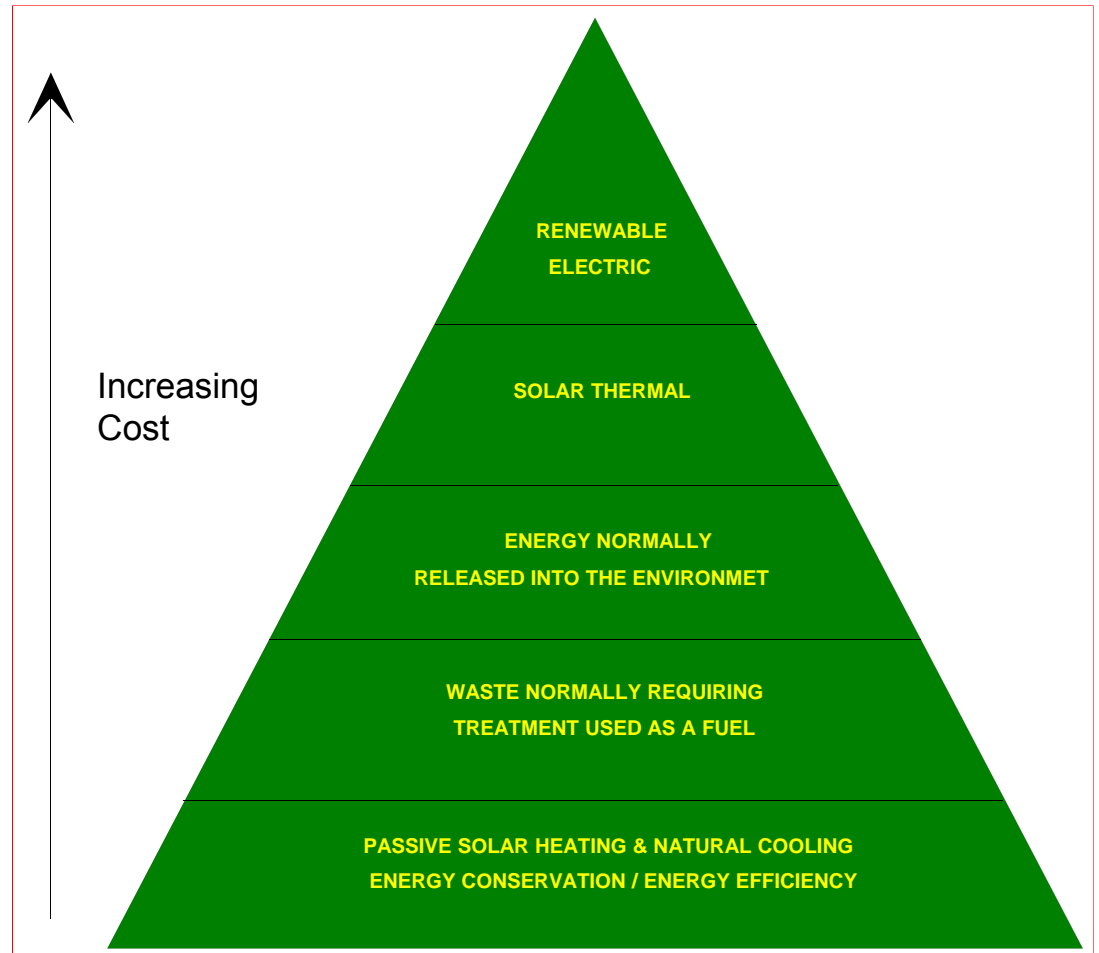 RENEWABLE
ELECTRIC
Increasing
Cost
SOLAR THERMAL
ENERGY NORMALLY
RELEASED INTO THE ENVIRONMET
WASTE NORMALLY REQUIRING
TREATMENT USED AS A FUEL
PASSIVE SOLAR HEATING & NATURAL COOLING
ENERGY CONSERVATION / ENERGY EFFICIENCY